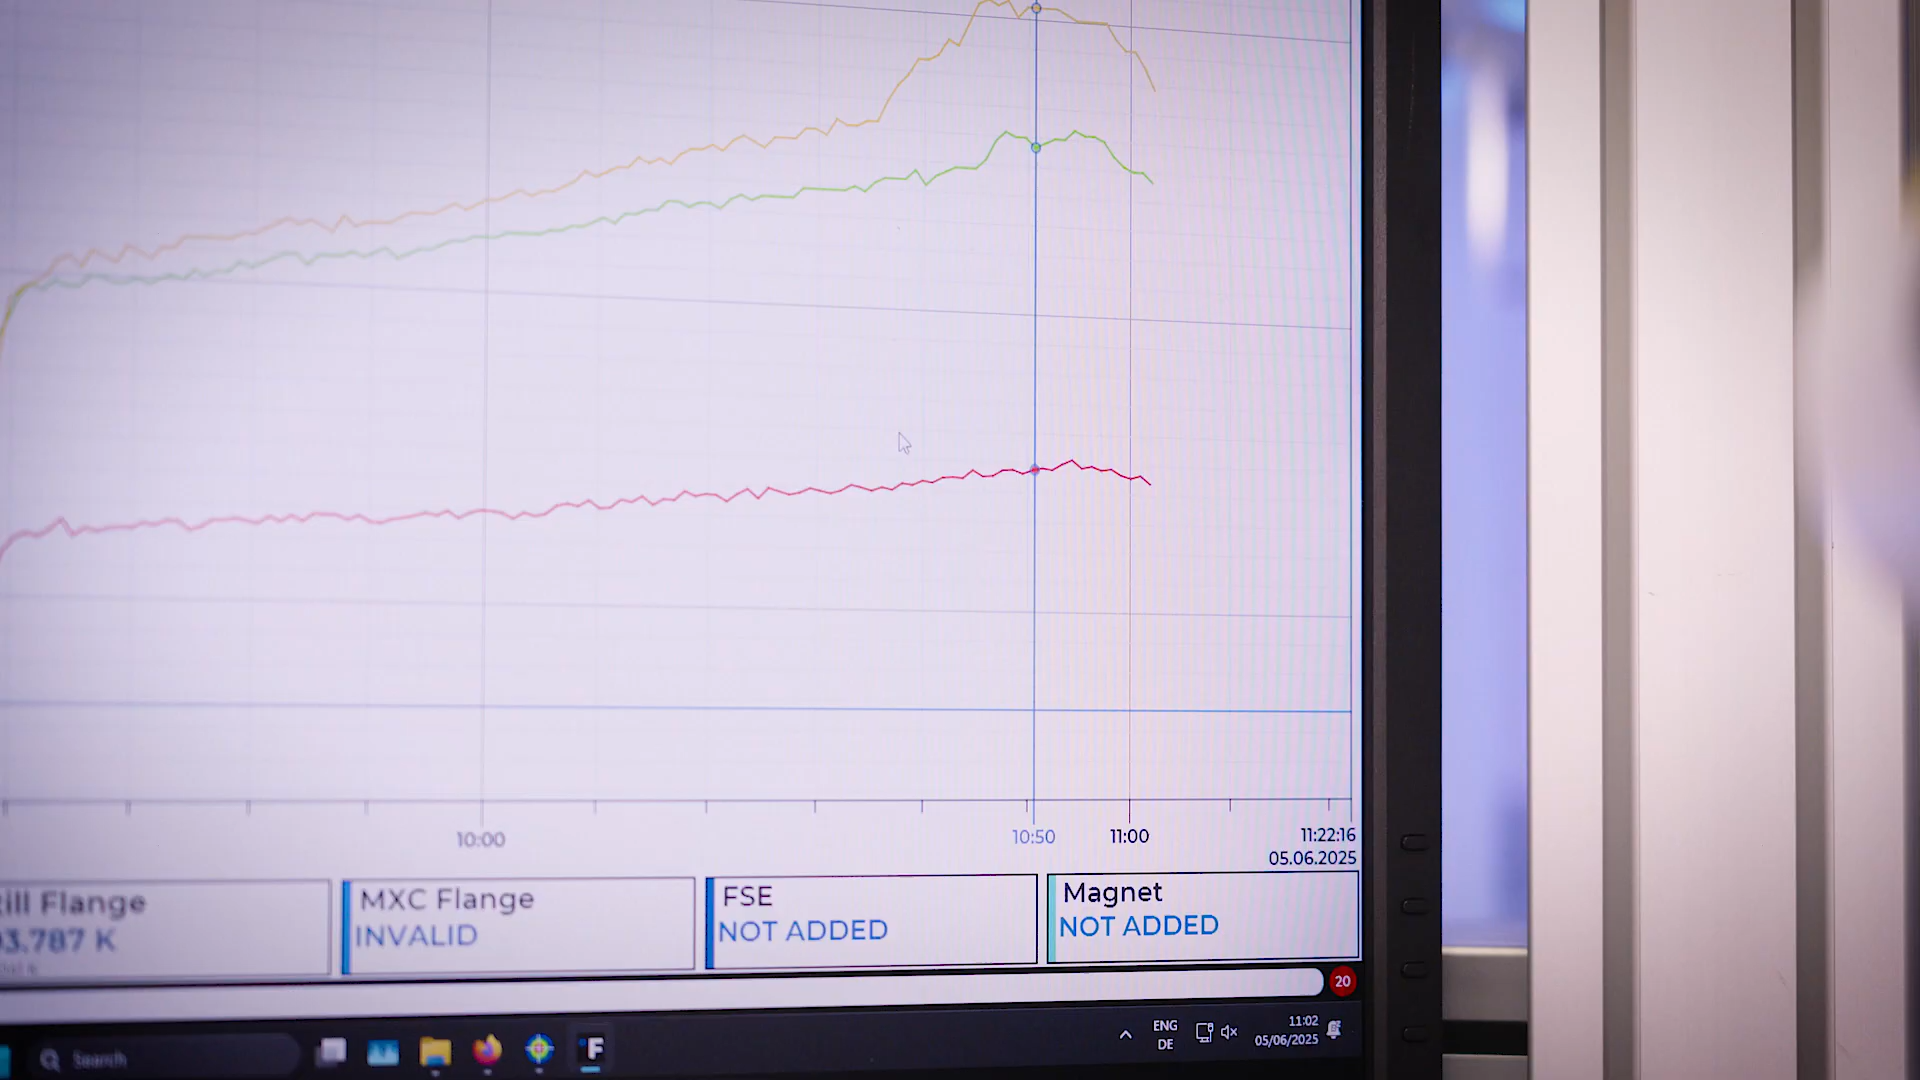 10:00
10:50
11:00
11:22:16
05.06.2025
ill Flange
3.787 K
MXC Flange
INVALID
FSE
NOT ADDED
Magnet
NOT ADDED
20
Search
F
ENG
DE
11:02
05/06/2025